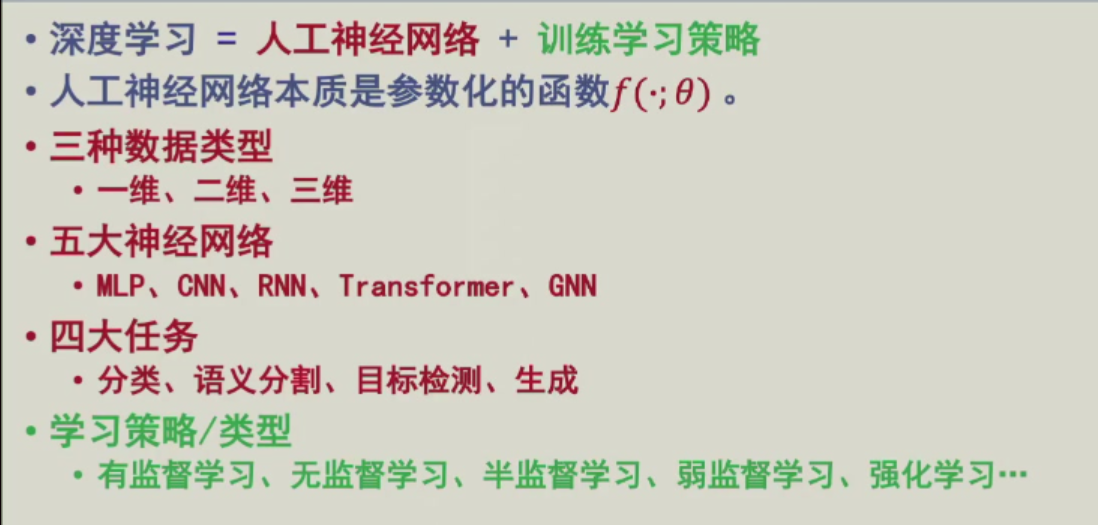 • 深度学习 = 人工神经网络 + 训练学习策略
• 人工神经网络本质是参数化的函数f(·;θ) 。
• 三种数据类型
• 一维、二维、三维
• 五大神经网络
• MLP、CNN、RNN、Transformer、GNN
• 四大任务
• 分类、语义分割、目标检测、生成
• 学习策略/类型
• 有监督学习、无监督学习、半监督学习、弱监督学习、强化学习…